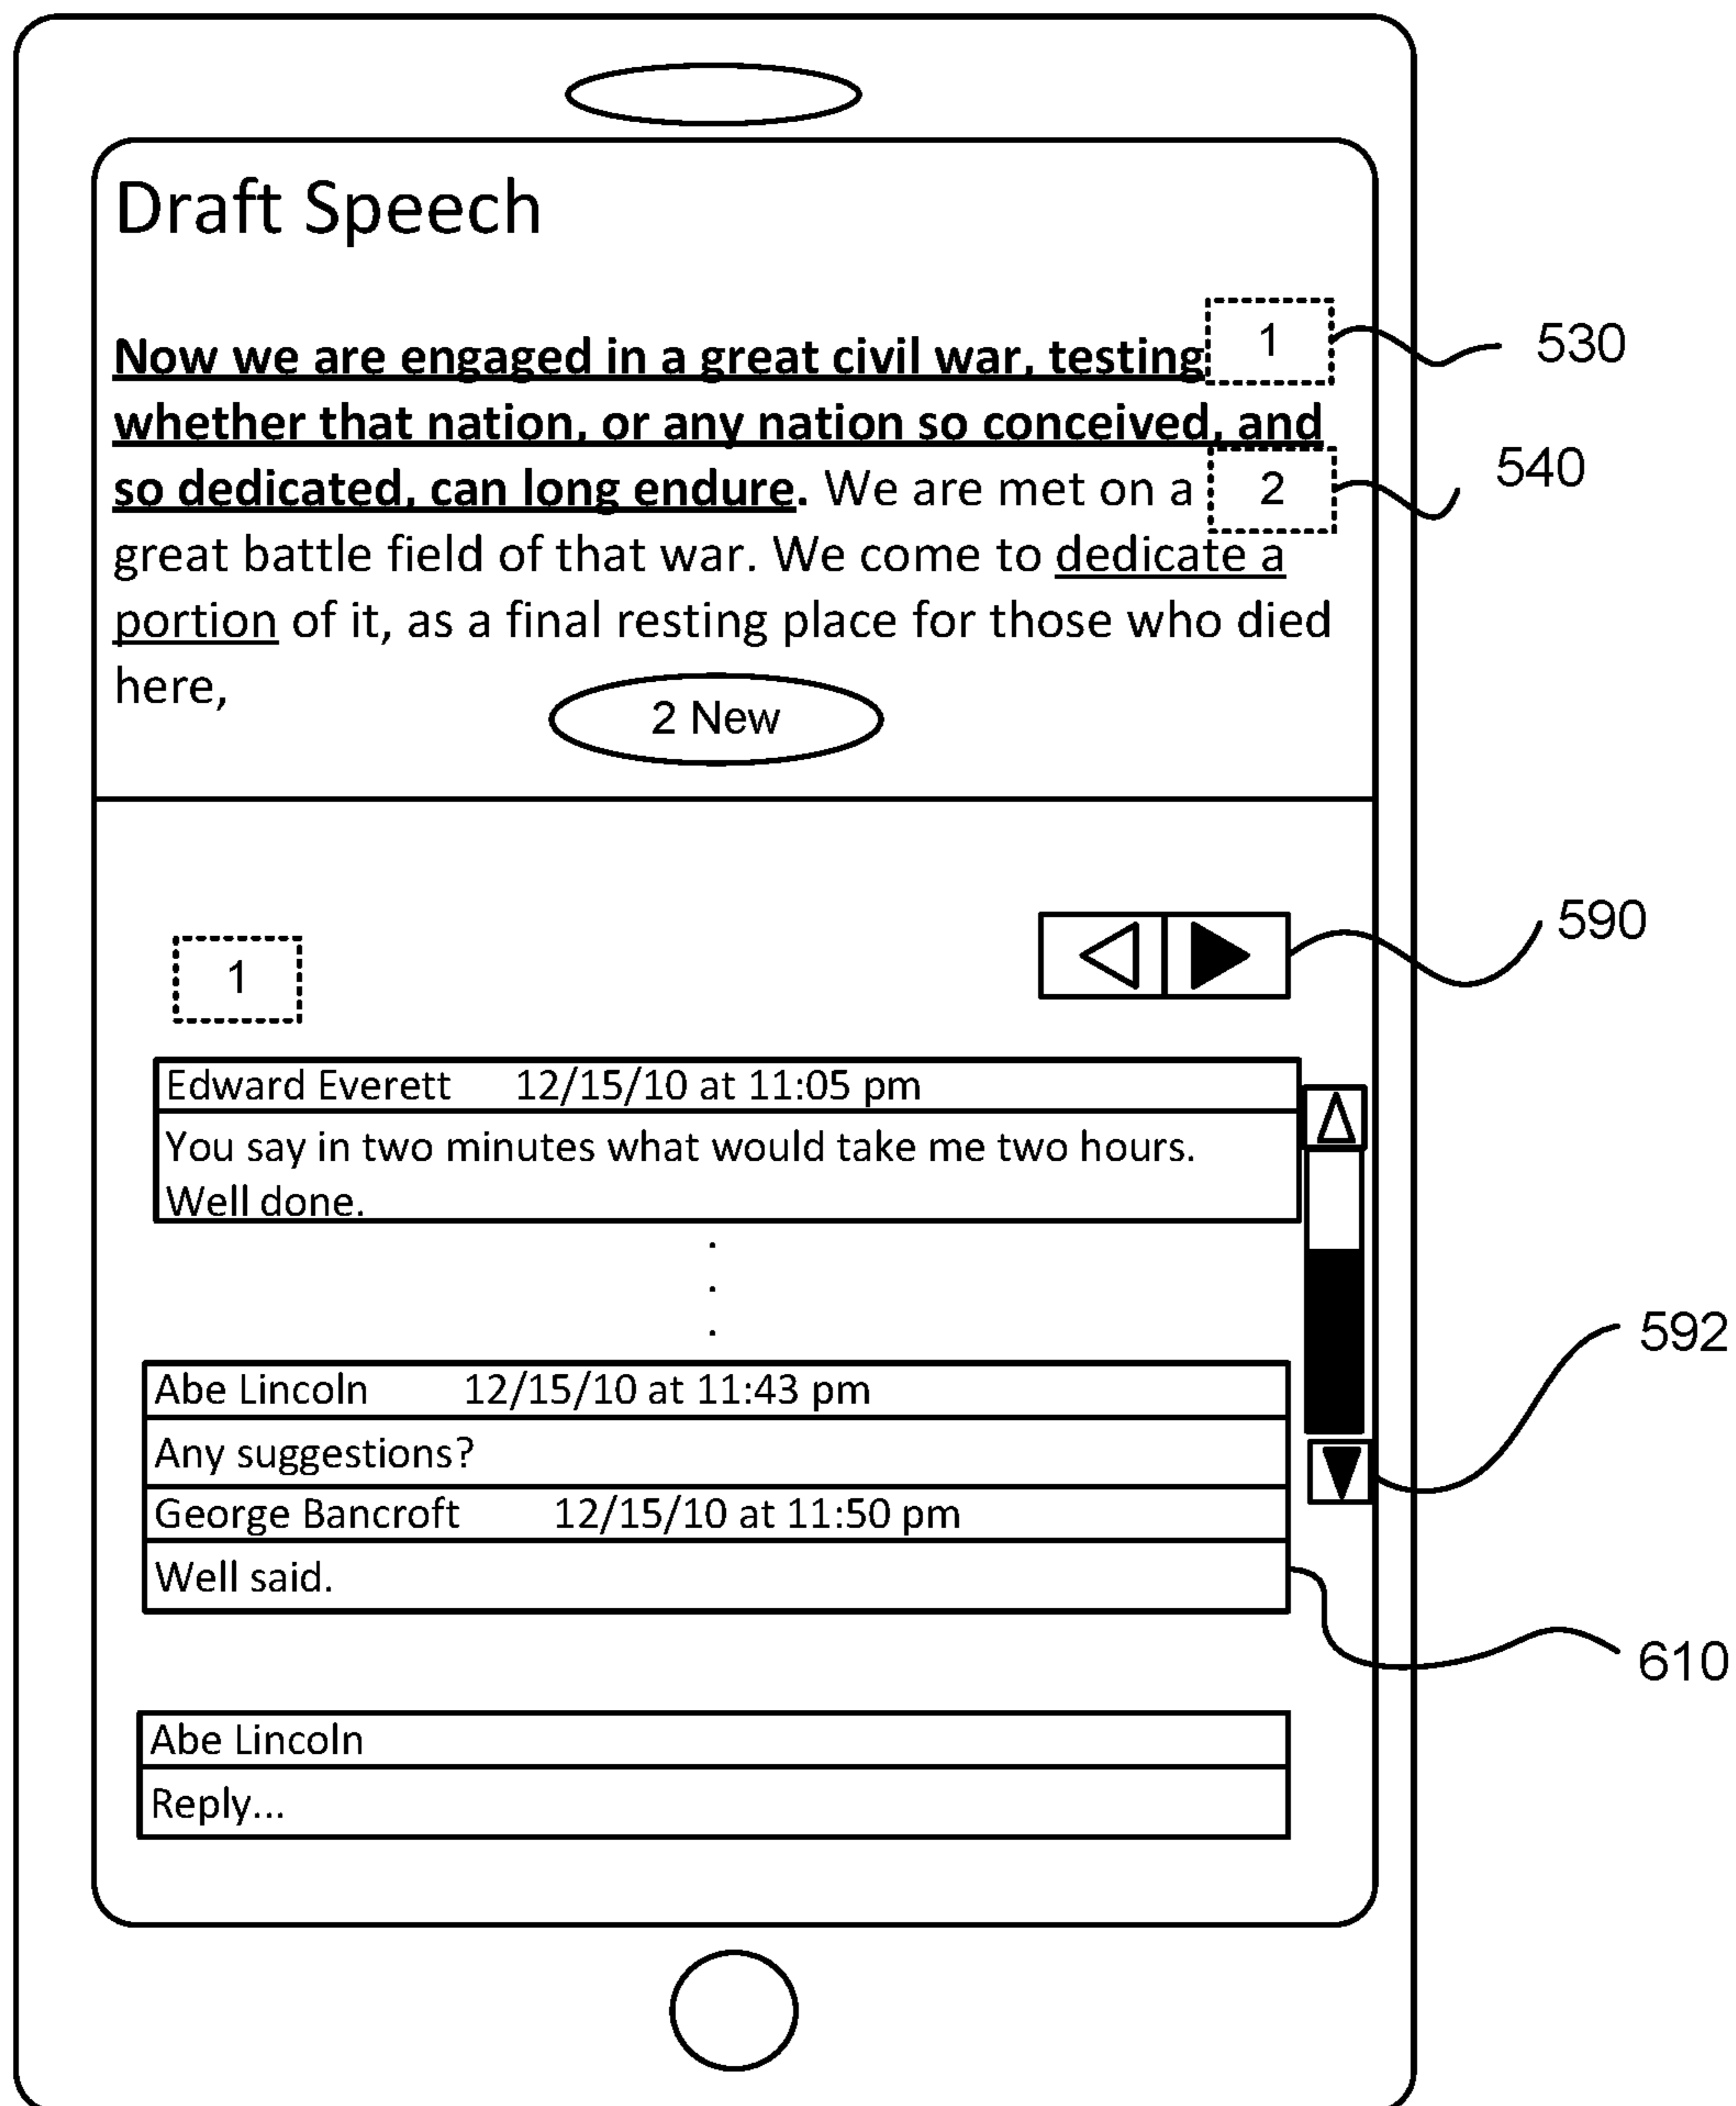 Draft Speech
Now we are engaged in a great civil war, testing 1 530
whether that nation, or any nation so conceived, and
so dedicated, can long endure. We are met on a 2 540
great battle field of that war. We come to dedicate a
portion of it, as a final resting place for those who died
here,
2 New
590
1
Edward Everett 12/15/10 at 11:05 pm
You say in two minutes what would take me two hours.
Well done.
.
.
.
592
Abe Lincoln 12/15/10 at 11:43 pm
Any suggestions?
George Bancroft 12/15/10 at 11:50 pm
Well said.
610
Abe Lincoln
Reply...